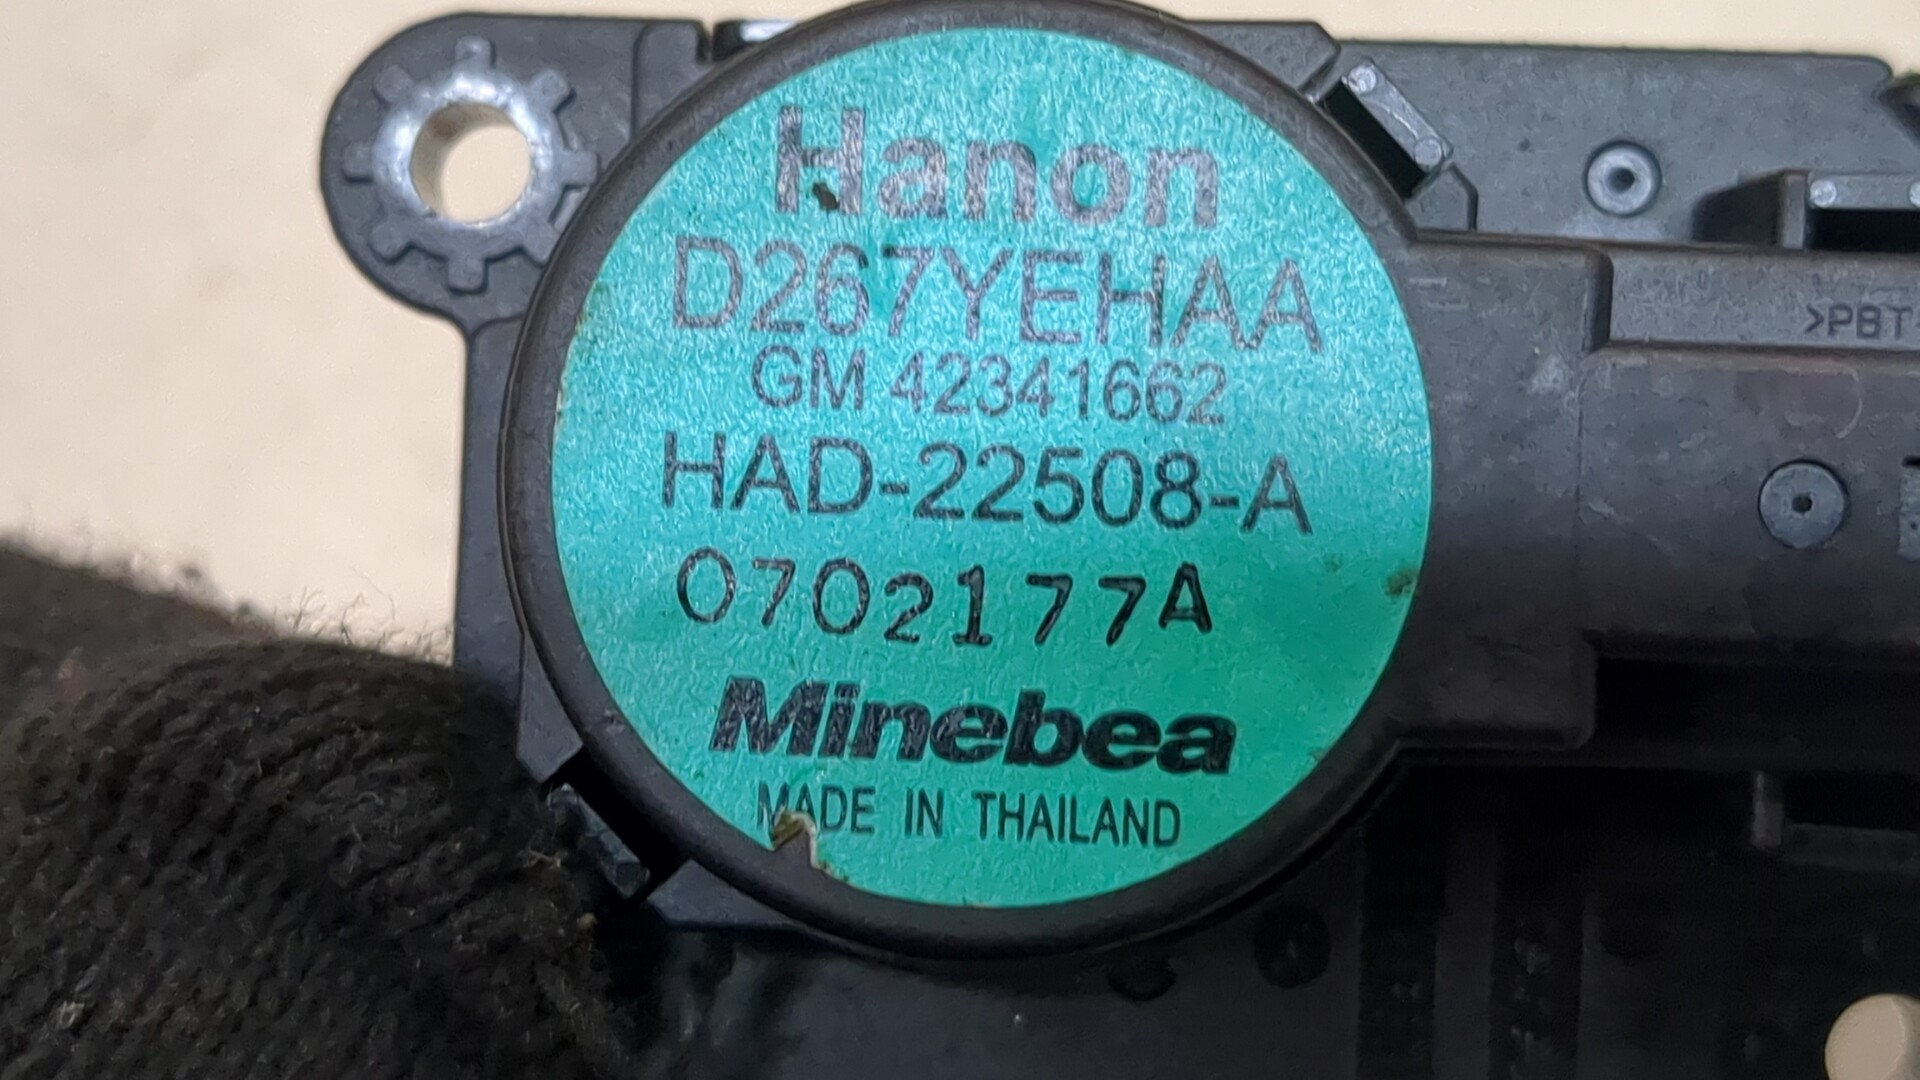 Hanon
D267YEHAA
GM 42341662
HAD-22508-A
0702177A
Minebea
MADE IN THAILAND
>PBT